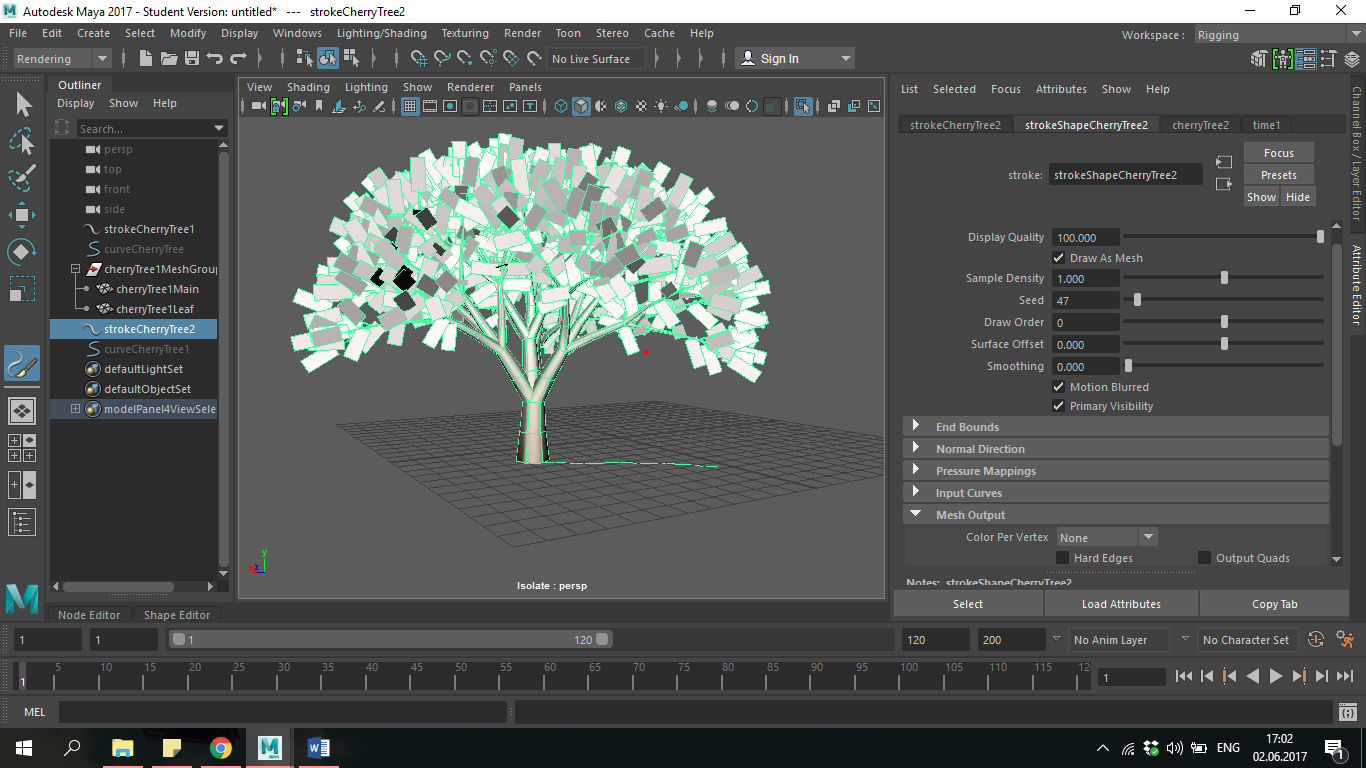 Autodesk Maya 2017 - Student Version: untitled* --- strokeCherryTree2
File Edit Create Select Modify Display Windows Lighting/Shading Texturing Render Toon Stereo Cache Help
Workspace : Rigging
Rendering
No Live Surface
Sign In
Outliner
Display Show Help
Search...
persp
top
front
side
strokeCherryTree1
curveCherryTree
cherryTree1MeshGroup
cherryTree1Main
cherryTree1Leaf
strokeCherryTree2
curveCherryTree1
defaultLightSet
defaultObjectSet
modelPanel4ViewSele
View Shading Lighting Show Renderer Panels
y
z
x
Isolate : persp
List Selected Focus Attributes Show Help
strokeCherryTree2 strokeShapeCherryTree2 cherryTree2 time1
stroke: strokeShapeCherryTree2
Focus
Presets
Show Hide
Display Quality 100.000
Draw As Mesh
Sample Density 1.000
Seed 47
Draw Order 0
Surface Offset 0.000
Smoothing 0.000
Motion Blurred
Primary Visibility
End Bounds
Normal Direction
Pressure Mappings
Input Curves
Mesh Output
Color Per Vertex None
Hard Edges Output Quads
Notes: strokeShapeCherryTree2
Select Load Attributes Copy Tab
Channel Box / Layer Editor
Attribute Editor
Node Editor Shape Editor
1 1 1 120 120 200 No Anim Layer No Character Set
1 5 10 15 20 25 30 35 40 45 50 55 60 65 70 75 80 85 90 95 100 105 110 115 12 1
MEL
MAYA
ENG
17:02
02.06.2017
1